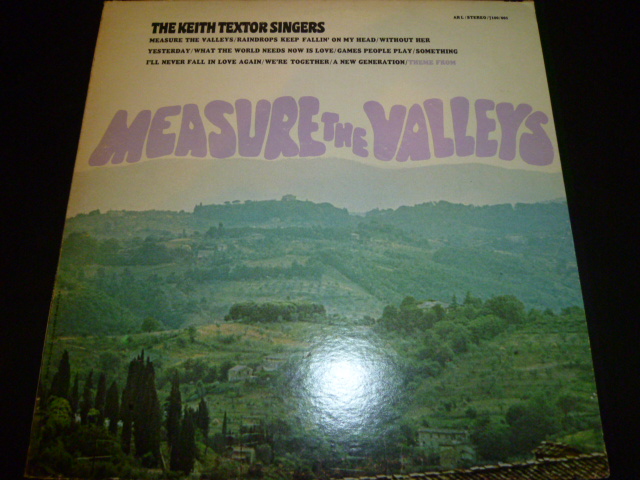 THE KEITH TEXTOR SINGERS
MEASURE THE VALLEYS/RAINDROPS KEEP FALLIN' ON MY HEAD/WITHOUT HER
YESTERDAY/WHAT THE WORLD NEEDS NOW IS LOVE/GAMES PEOPLE PLAY/SOMETHING
I'LL NEVER FALL IN LOVE AGAIN/WE'RE TOGETHER/A NEW GENERATION/THEME FROM
MEASURE THE VALLEYS